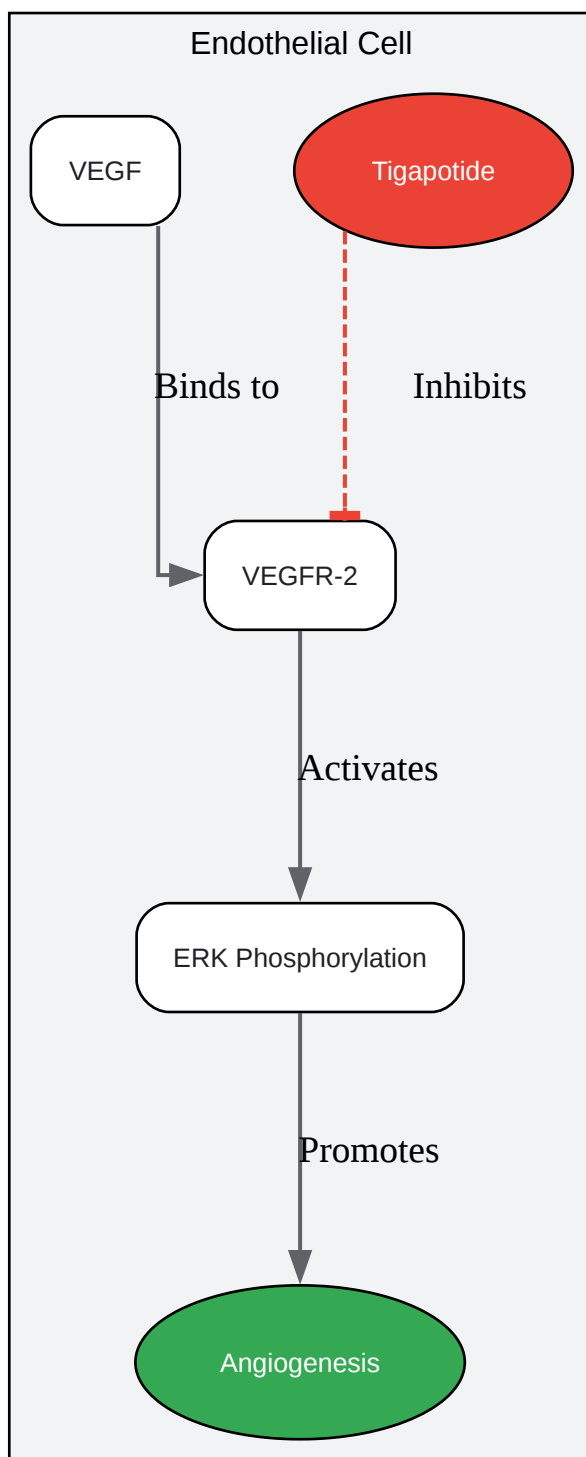 Endothelial Cell
VEGF
Tigapotide
Binds to
Inhibits
VEGFR-2
Activates
ERK Phosphorylation
Promotes
Angiogenesis